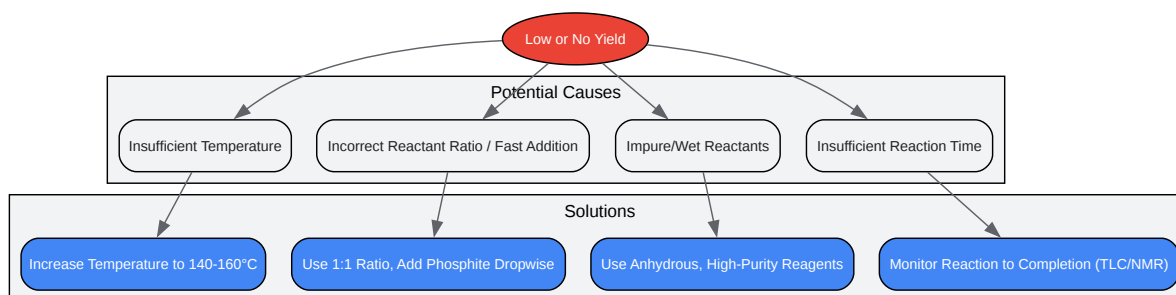 Low or No Yield
Potential Causes
Insufficient Temperature
Incorrect Reactant Ratio / Fast Addition
Impure/Wet Reactants
Insufficient Reaction Time
Solutions
Increase Temperature to 140-160°C
Use 1:1 Ratio, Add Phosphite Dropwise
Use Anhydrous, High-Purity Reagents
Monitor Reaction to Completion (TLC/NMR)